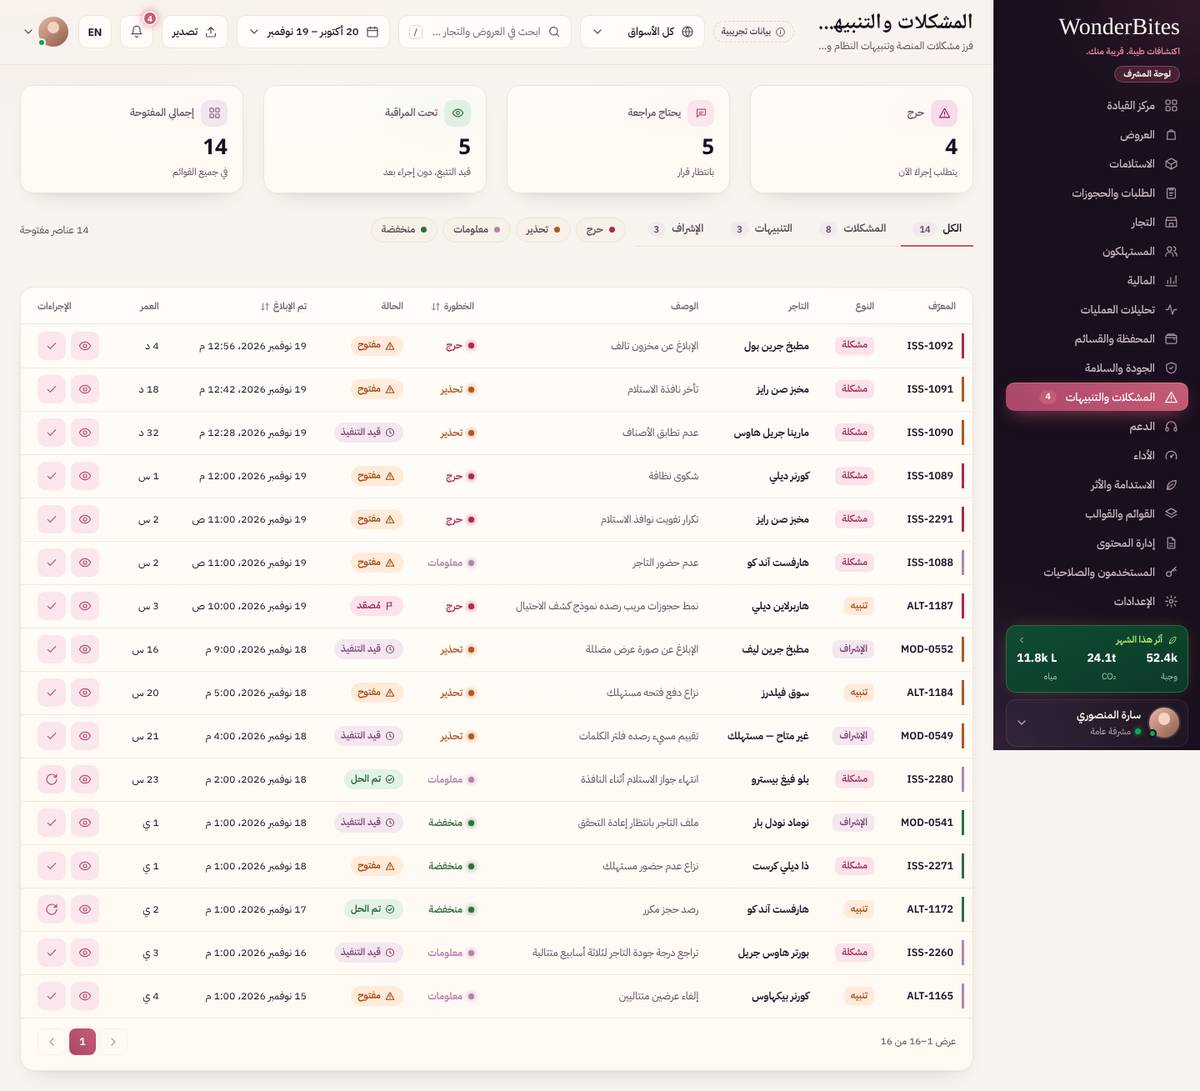 WonderBites
اكتشافات طيبة. قريبة منك.
لوحة المشرف
مركز القيادة
العروض
الاستلامات
الطلبات والحجوزات
التجار
المستهلكون
المالية
تحليلات العمليات
المحفظة والقسائم
الجودة والسلامة
المشكلات والتنبيهات 4
الدعم
الأداء
الاستدامة والأثر
القوائم والقوالب
إدارة المحتوى
المستخدمون والصلاحيات
الإعدادات
أثر هذا الشهر
52.4k 24.1t 11.8k L
وجبة CO₂ مياه
سارة المنصوري
مشرفة عامة
المشكلات والتنبيهـ...
فرز مشكلات المنصة وتنبيهات النظام و...
بيانات تجريبية
كل الأسواق
ابحث في العروض والتجار ... /
20 أكتوبر – 19 نوفمبر
تصدير
4
EN
حرج
4
يتطلب إجراءً الآن
يحتاج مراجعة
5
بانتظار قرار
تحت المراقبة
5
قيد التتبع، دون إجراء بعد
إجمالي المفتوحة
14
في جميع القوائم
الكل 14 المشكلات 8 التنبيهات 3 الإشراف 3 حرج تحذير معلومات منخفضة 14 عناصر مفتوحة
المعرّف النوع التاجر الوصف الخطورة الحالة تم الإبلاغ العمر الإجراءات
ISS-1092 مشكلة مطبخ جرين بول الإبلاغ عن مخزون تالف حرج مفتوح 19 نوفمبر 2026، 12:56 م 4 د
ISS-1091 مشكلة مخبز صن رايز تأخر نافذة الاستلام تحذير مفتوح 19 نوفمبر 2026، 12:42 م 18 د
ISS-1090 مشكلة مارينا جريل هاوس عدم تطابق الأصناف تحذير قيد التنفيذ 19 نوفمبر 2026، 12:28 م 32 د
ISS-1089 مشكلة كورنر ديلي شكوى نظافة حرج مفتوح 19 نوفمبر 2026، 11:00 ص 1 س
ISS-2291 مشكلة مخبز صن رايز تكرار تفويت نوافذ الاستلام حرج مفتوح 19 نوفمبر 2026، 11:00 ص 2 س
ISS-1088 مشكلة هارفست آند كو عدم حضور التاجر معلومات مفتوح 19 نوفمبر 2026، 11:00 ص 2 س
ALT-1187 تنبيه هاربرلاين ديلي نمط حجوزات مريب رصده نموذج كشف الاحتيال حرج مُصعّد 19 نوفمبر 2026، 10:00 ص 3 س
MOD-0552 الإشراف مطبخ جرين ليف الإبلاغ عن صورة عرض مضللة تحذير قيد التنفيذ 18 نوفمبر 2026، 9:00 م 16 س
ALT-1184 تنبيه سوق فيلدرز نزاع دفع فتحه مستهلك تحذير مفتوح 18 نوفمبر 2026، 5:00 م 20 س
MOD-0549 الإشراف غير متاح — مستهلك تقييم مسيء رصده فلتر الكلمات تحذير قيد التنفيذ 18 نوفمبر 2026، 4:00 م 21 س
ISS-2280 مشكلة بلو فيغ بيسترو انتهاء جواز الاستلام أثناء النافذة معلومات تم الحل 18 نوفمبر 2026، 2:00 م 23 س
MOD-0541 الإشراف نوماد نودل بار ملف التاجر بانتظار إعادة التحقق منخفضة قيد التنفيذ 18 نوفمبر 2026، 1:00 م 1 ي
ISS-2271 مشكلة ذا ديلي كرست نزاع عدم حضور مستهلك منخفضة مفتوح 18 نوفمبر 2026، 1:00 م 1 ي
ALT-1172 تنبيه هارفست آند كو رصد حجز مكرر منخفضة تم الحل 17 نوفمبر 2026، 1:00 م 2 ي
ISS-2260 مشكلة بورتر هاوس جريل تراجع درجة جودة التاجر لثلاثة أسابيع متتالية معلومات قيد التنفيذ 16 نوفمبر 2026، 1:00 م 3 ي
ALT-1165 تنبيه كورنر بيكهاوس إلغاء عرضين متتاليين معلومات مفتوح 15 نوفمبر 2026، 1:00 م 4 ي
عرض 1–16 من 16
1